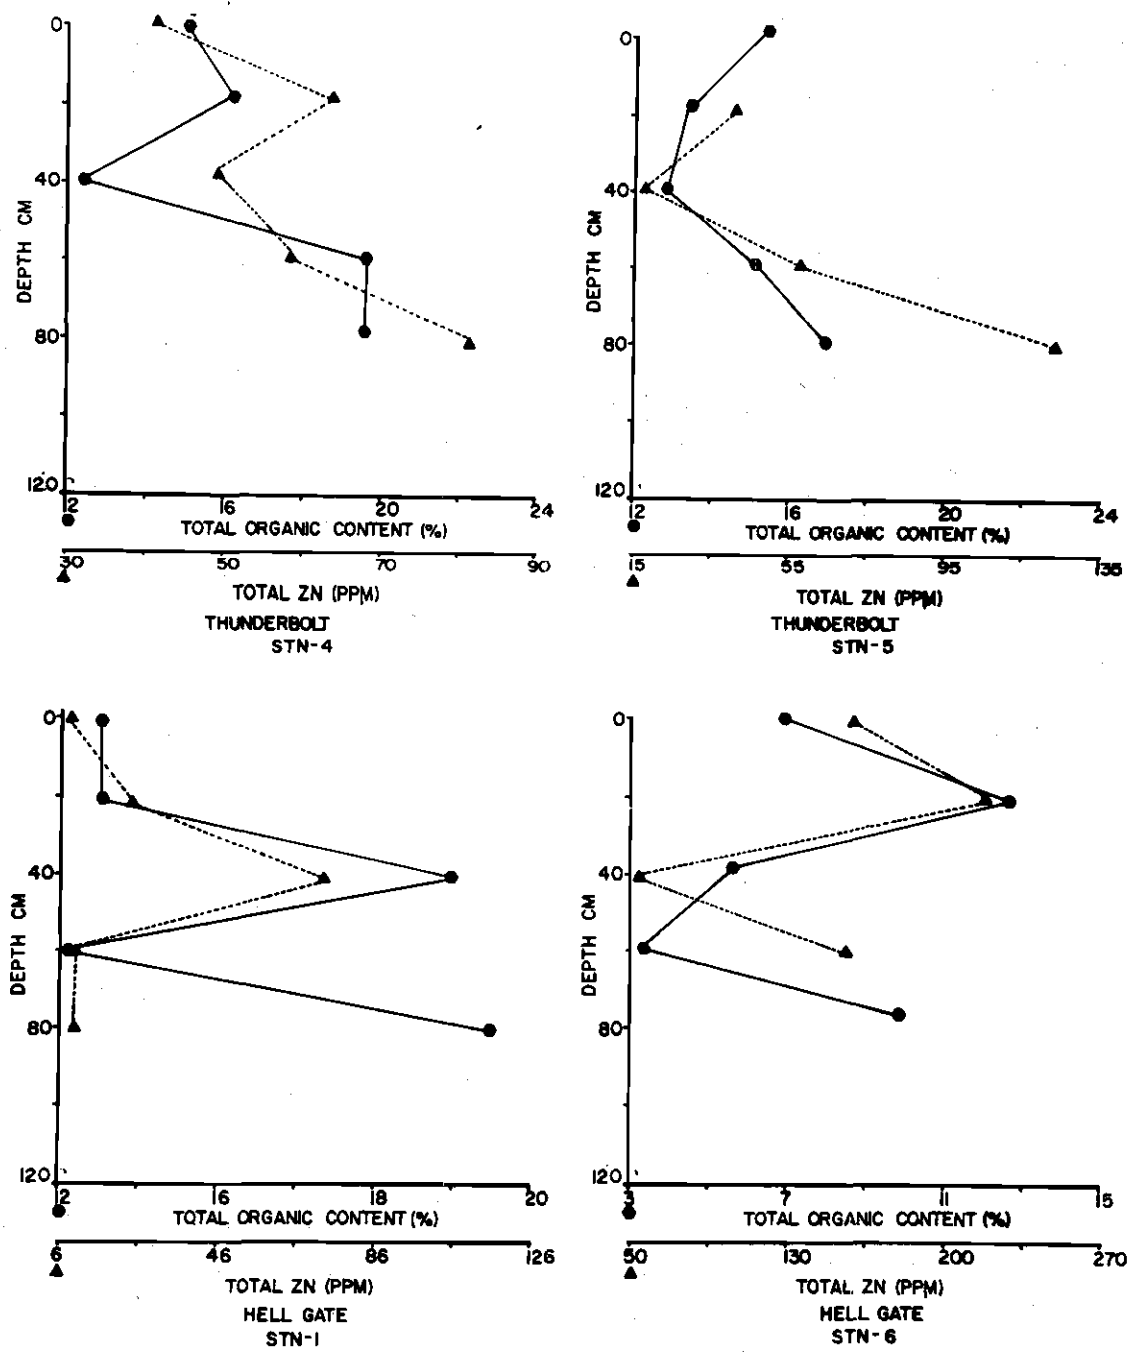 0
40
80
120
DEPTH CM
12 16 20 24
TOTAL ORGANIC CONTENT (%)
30 50 70 90
TOTAL ZN (PPM)
THUNDERBOLT
STN-4
0
40
80
120
DEPTH CM
12 16 20 24
TOTAL ORGANIC CONTENT (%)
15 55 95 135
TOTAL ZN (PPM)
THUNDERBOLT
STN-5
0
40
80
120
DEPTH CM
12 16 18 20
TOTAL ORGANIC CONTENT (%)
6 46 86 126
TOTAL ZN (PPM)
HELL GATE
STN-1
0
40
80
120
DEPTH CM
3 7 11 15
TOTAL ORGANIC CONTENT (%)
50 130 200 270
TOTAL ZN (PPM)
HELL GATE
STN-6